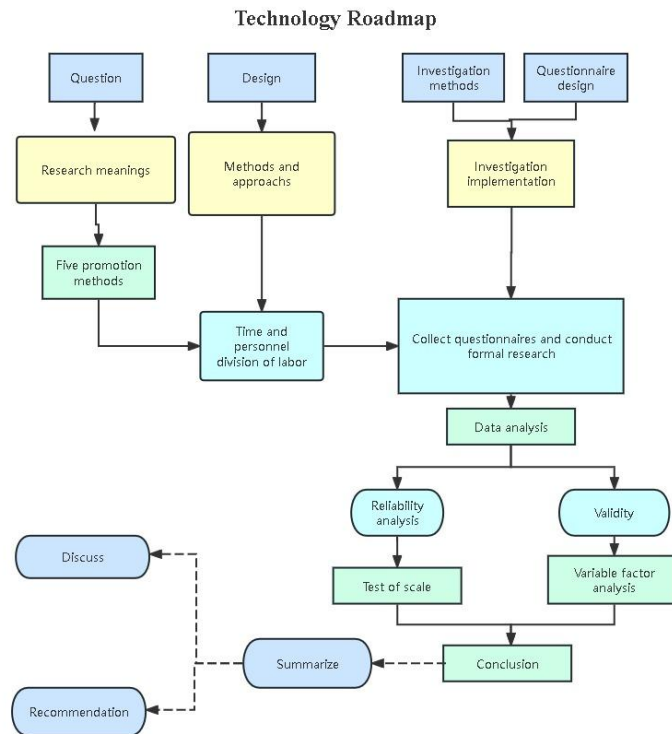 Technology Roadmap
Question
Design
Investigation
methods
Questionnaire
design
Research meanings
Methods and
approachs
Investigation
implementation
Five promotion
methods
Time and
personnel
division of labor
Collect questionnaires and conduct
formal research
Data analysis
Reliability
analysis
Validity
Discuss
Test of scale
Variable factor
analysis
Summarize
Conclusion
Recommendation